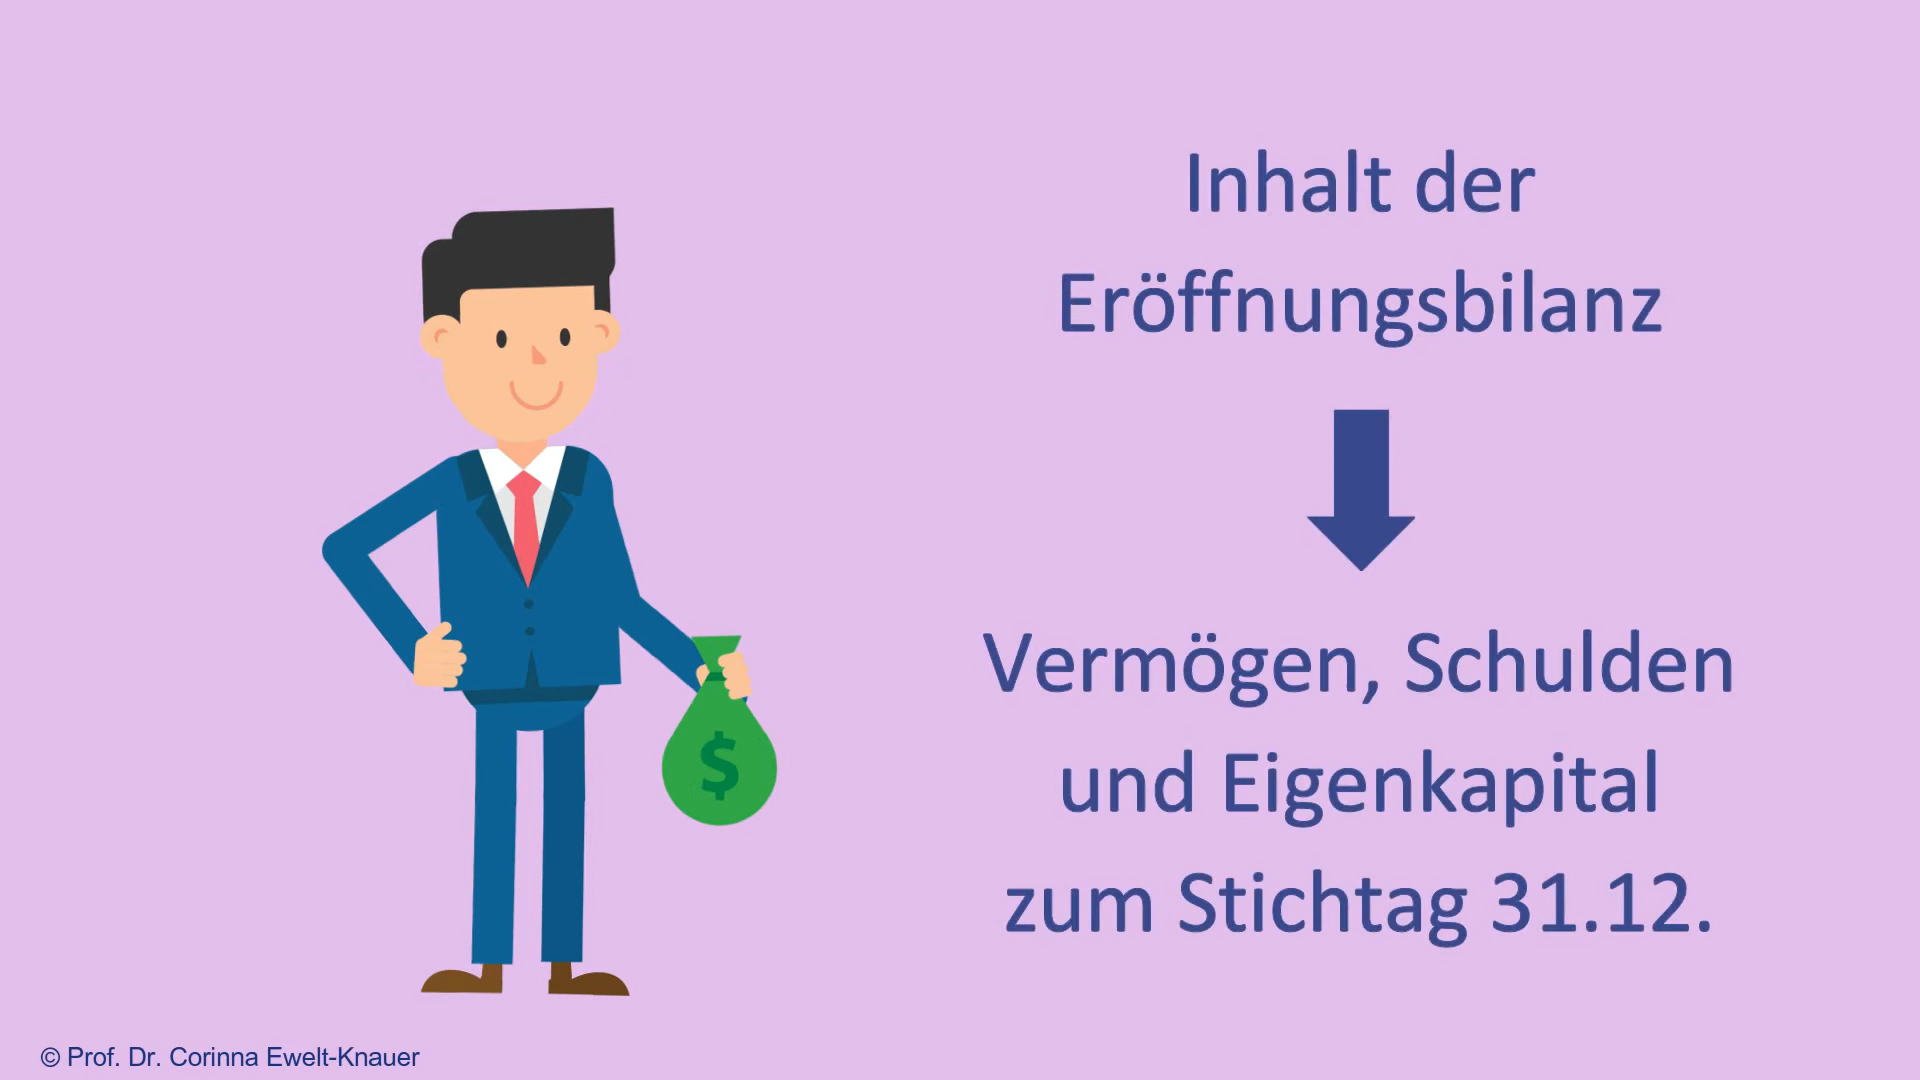 Inhalt der
Eröffnungsbilanz
Vermögen, Schulden
und Eigenkapital
zum Stichtag 31.12.
$
© Prof. Dr. Corinna Ewelt-Knauer